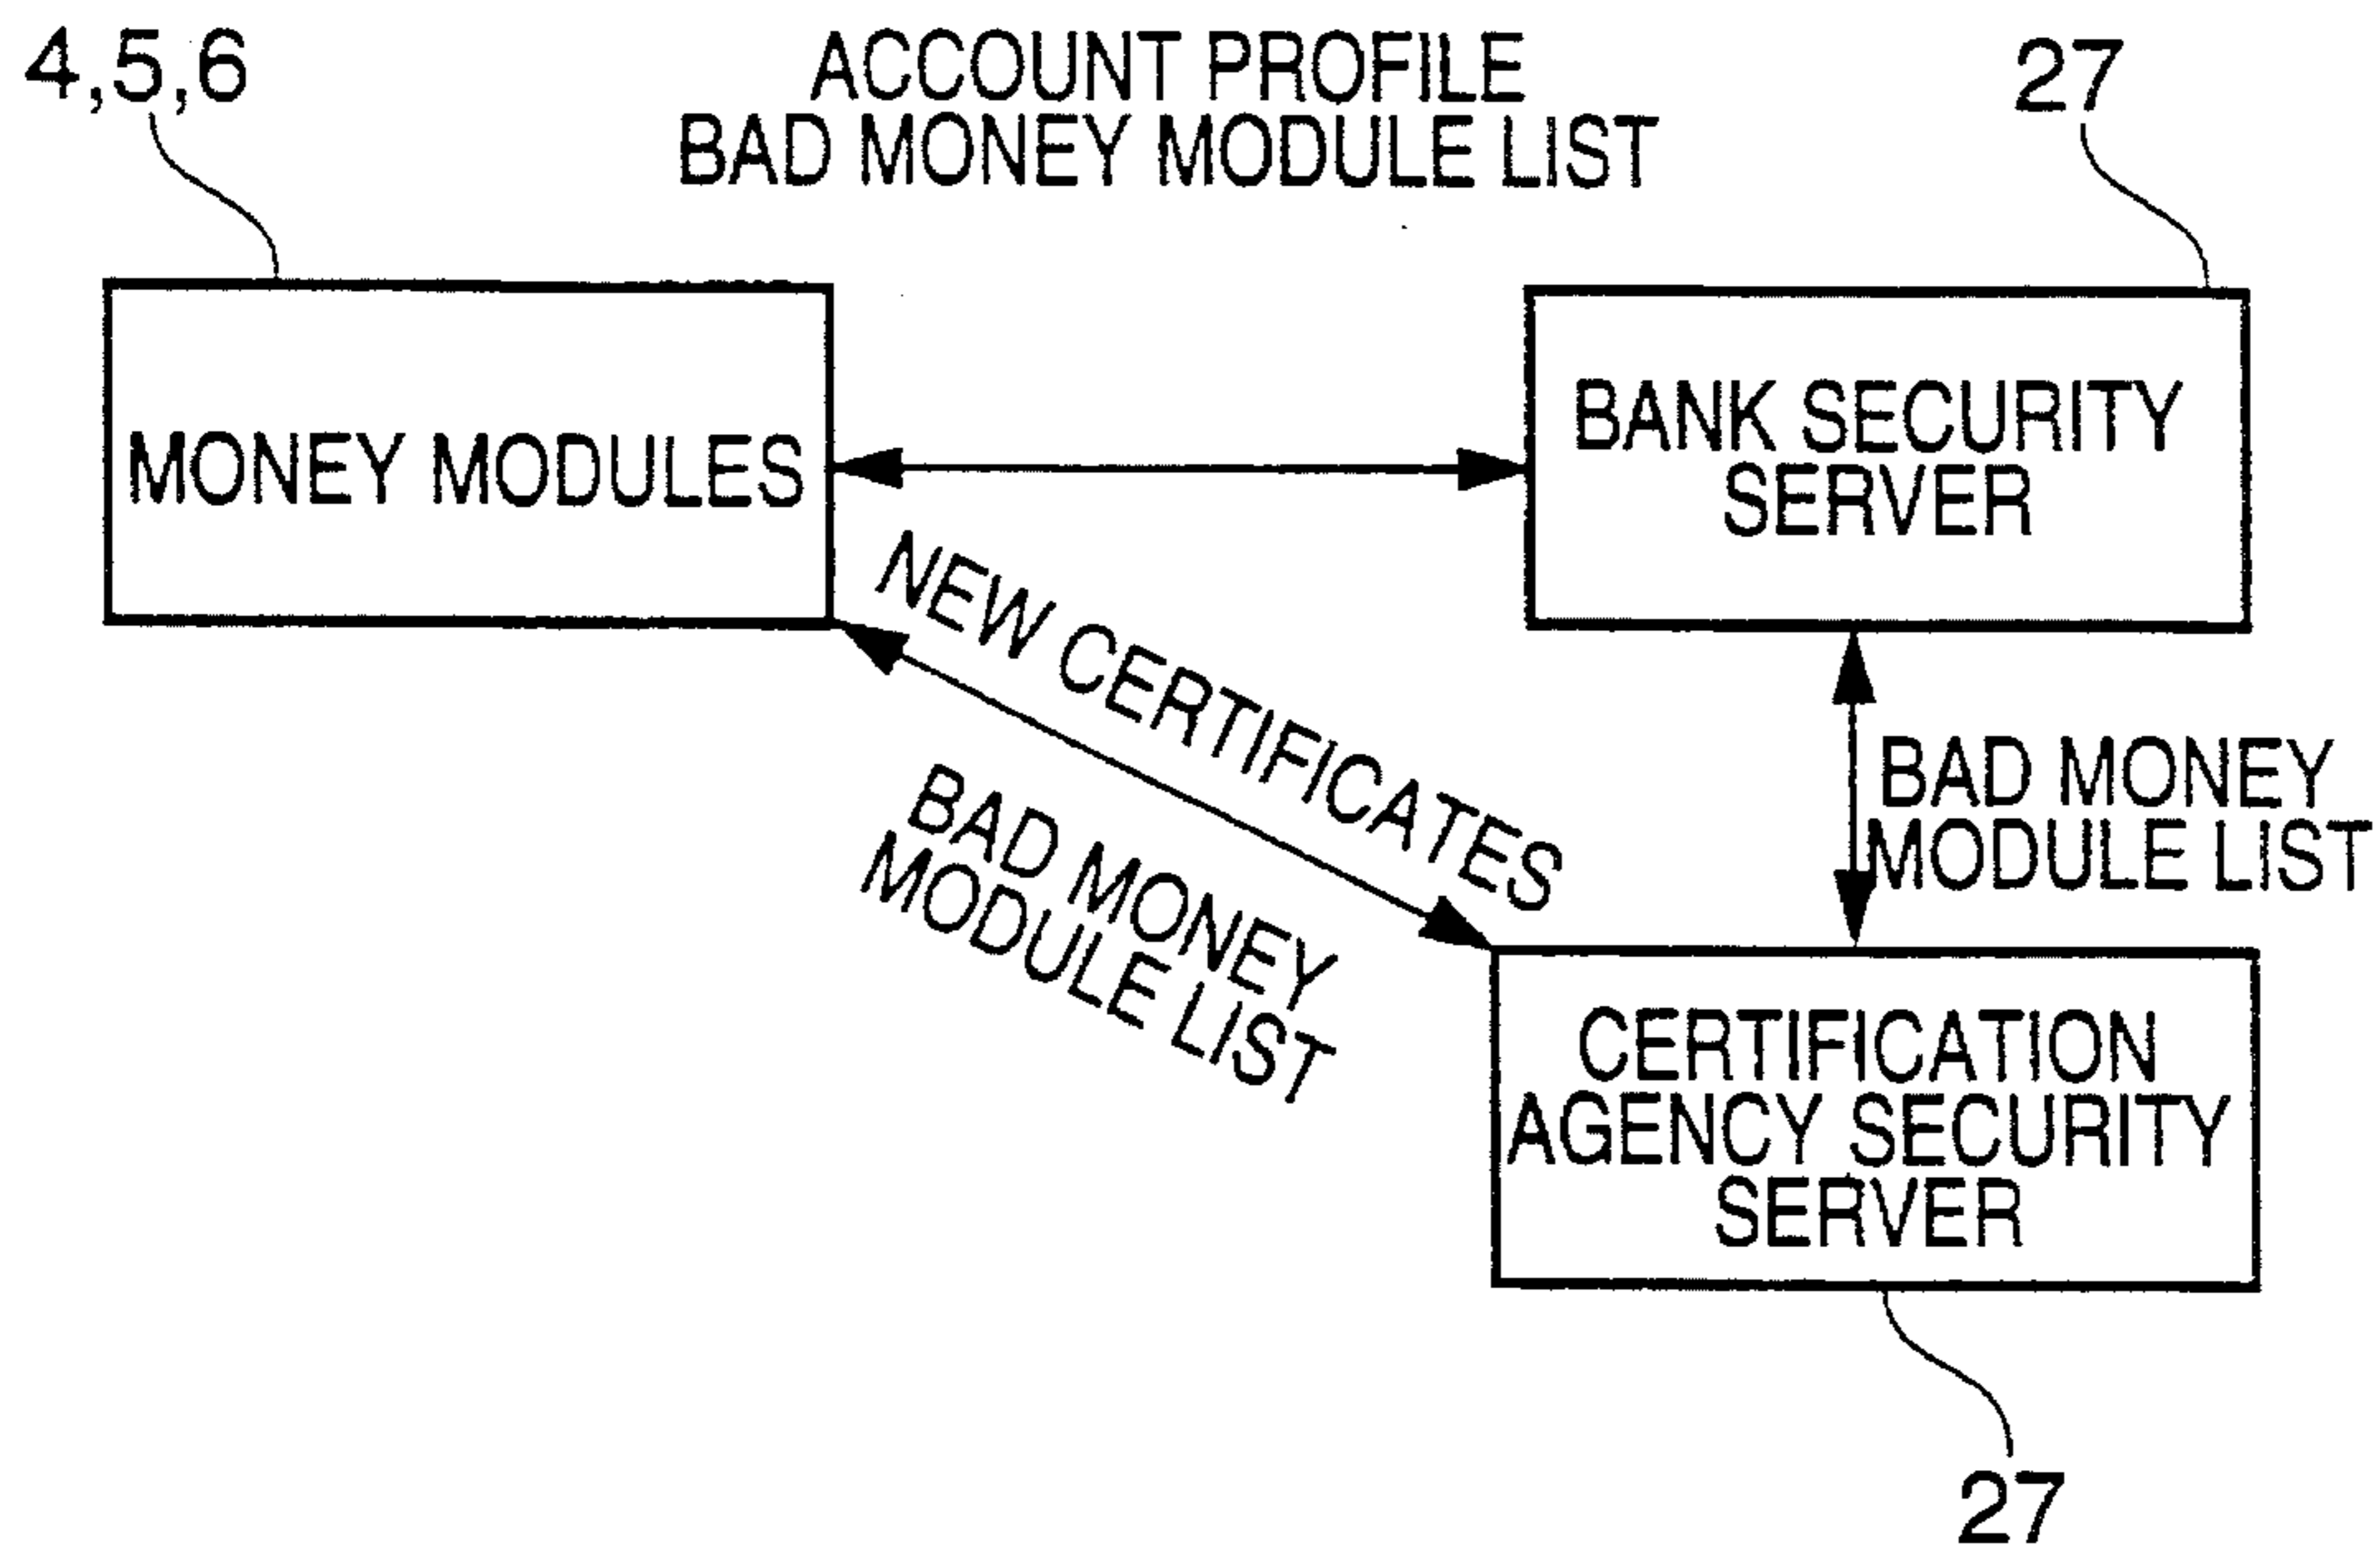 4,5,6
ACCOUNT PROFILE
BAD MONEY MODULE LIST
27
MONEY MODULES
BANK SECURITY
SERVER
NEW CERTIFICATES
BAD MONEY
MODULE LIST
BAD MONEY
MODULE LIST
CERTIFICATION
AGENCY SECURITY
SERVER
27